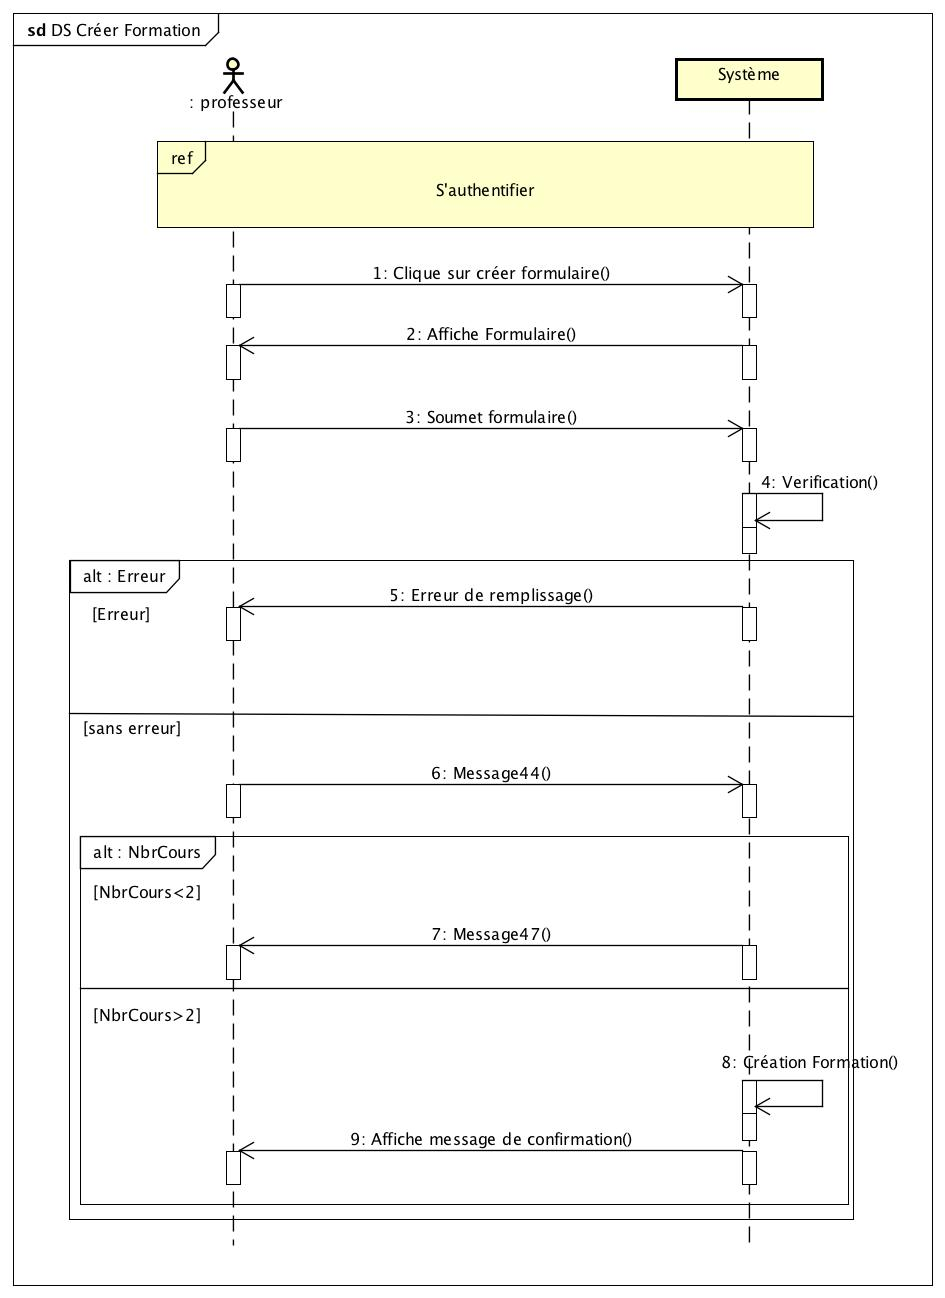 sd DS Créer Formation
: professeur
Système
ref
S'authentifier
1: Clique sur créer formulaire()
2: Affiche Formulaire()
3: Soumet formulaire()
4: Verification()
alt : Erreur
5: Erreur de remplissage()
[Erreur]
[sans erreur]
6: Message44()
alt : NbrCours
[NbrCours<2]
7: Message47()
[NbrCours>2]
8: Création Formation()
9: Affiche message de confirmation()